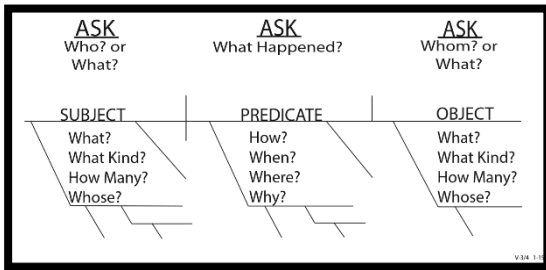 ASK
Who? or
What?
ASK
What Happened?
ASK
Whom? or
What?
SUBJECT
What?
What Kind?
How Many?
Whose?
PREDICATE
How?
When?
Where?
Why?
OBJECT
What?
What Kind?
How Many?
Whose?
V-3/4 1-15